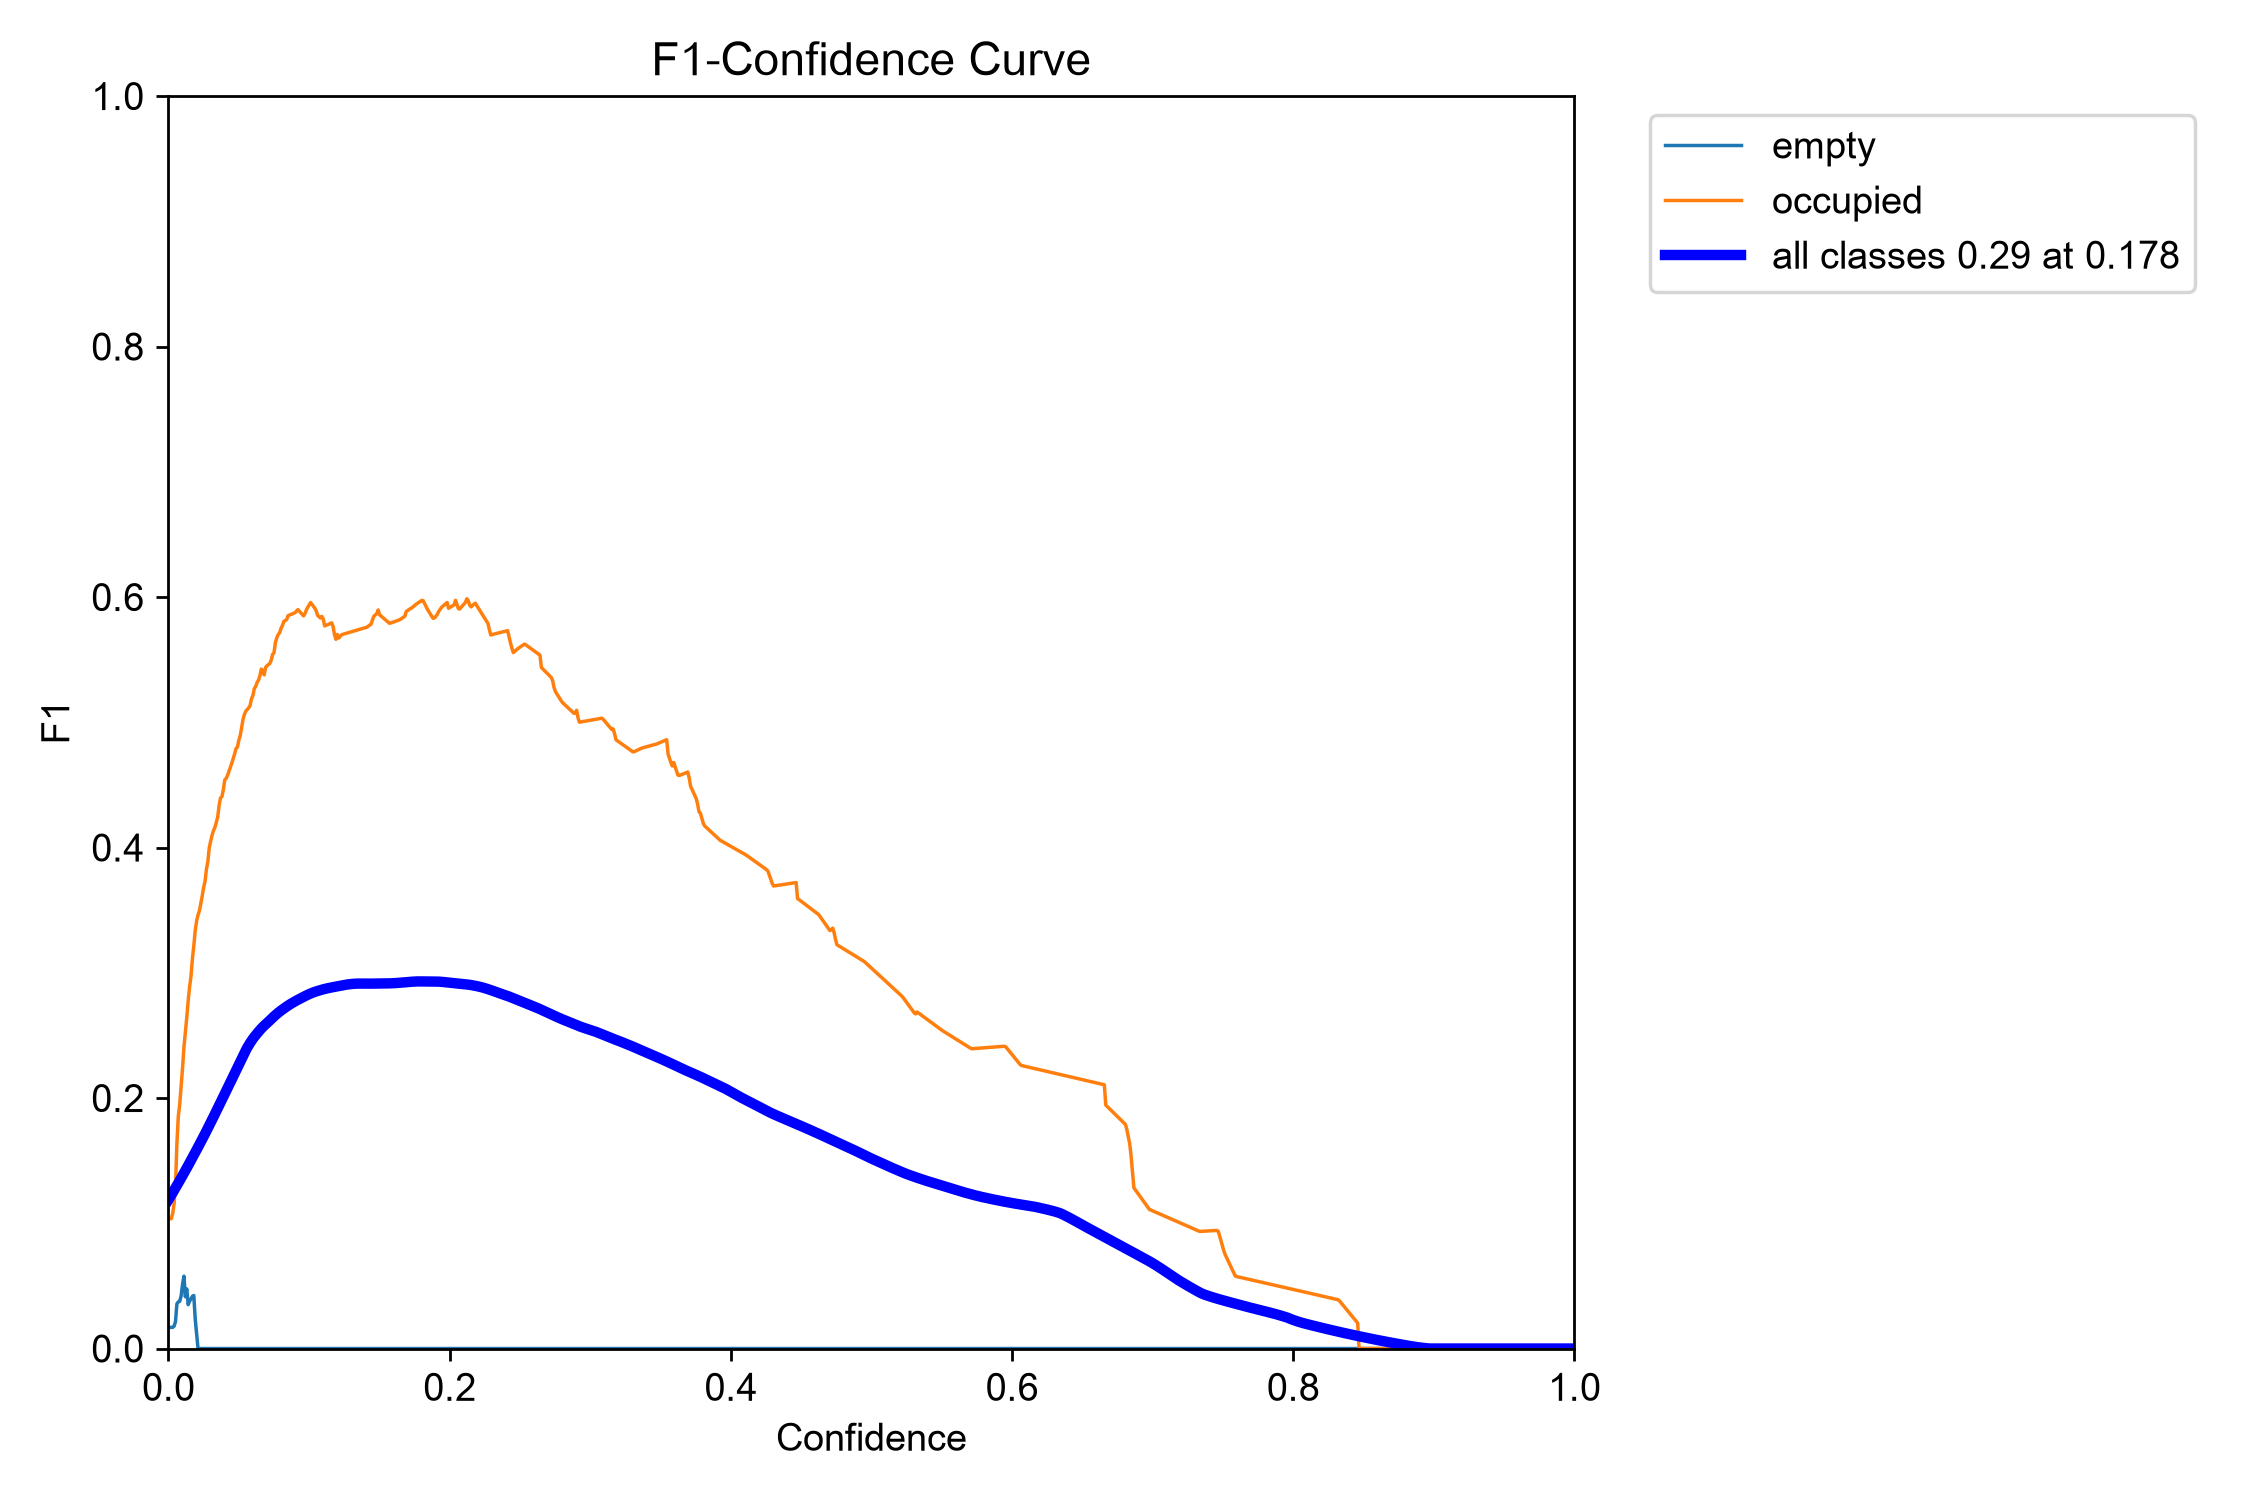 F1-Confidence Curve
1.0
0.8
0.6
0.4
0.2
0.0
F1
0.0 0.2 0.4 0.6 0.8 1.0
Confidence
empty
occupied
all classes 0.29 at 0.178